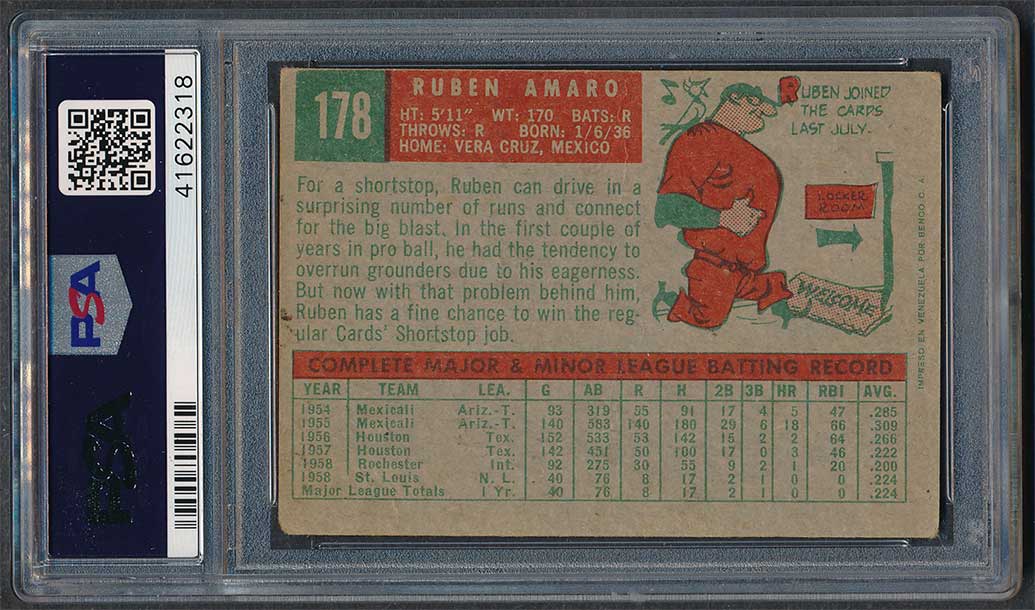 41622318
PSA
PSA
178
RUBEN AMARO
HT: 5'11" WT: 170 BATS: R
THROWS: R BORN: 1/6/36
HOME: VERA CRUZ, MEXICO
For a shortstop, Ruben can drive in a
surprising number of runs and connect
for the big blast. In the first couple of
years in pro ball, he had the tendency to
overrun grounders due to his eagerness.
But now with that problem behind him,
Ruben has a fine chance to win the reg-
ular Cards' Shortstop job.
RUBEN JOINED
THE CARDS
LAST JULY.
LOCKER
ROOM
WELCOME
IMPRESO EN VENEZUELA POR BENCO C. A.
COMPLETE MAJOR & MINOR LEAGUE BATTING RECORD
YEAR TEAM LEA. G AB R H 2B 3B HR RBI AVG.
1954 Mexicali Ariz.-T. 93 319 55 91 17 4 5 47 .285
1955 Mexicali Ariz.-T. 140 583 140 180 29 6 18 66 .309
1956 Houston Tex. 152 533 53 142 15 2 2 64 .266
1957 Houston Tex. 142 451 50 100 17 0 3 46 .222
1958 Rochester Int. 92 275 30 55 9 2 1 20 .200
1958 St. Louis N. L. 40 76 8 17 2 1 0 0 .224
Major League Totals 1 Yr. 40 76 8 17 2 1 0 0 .224